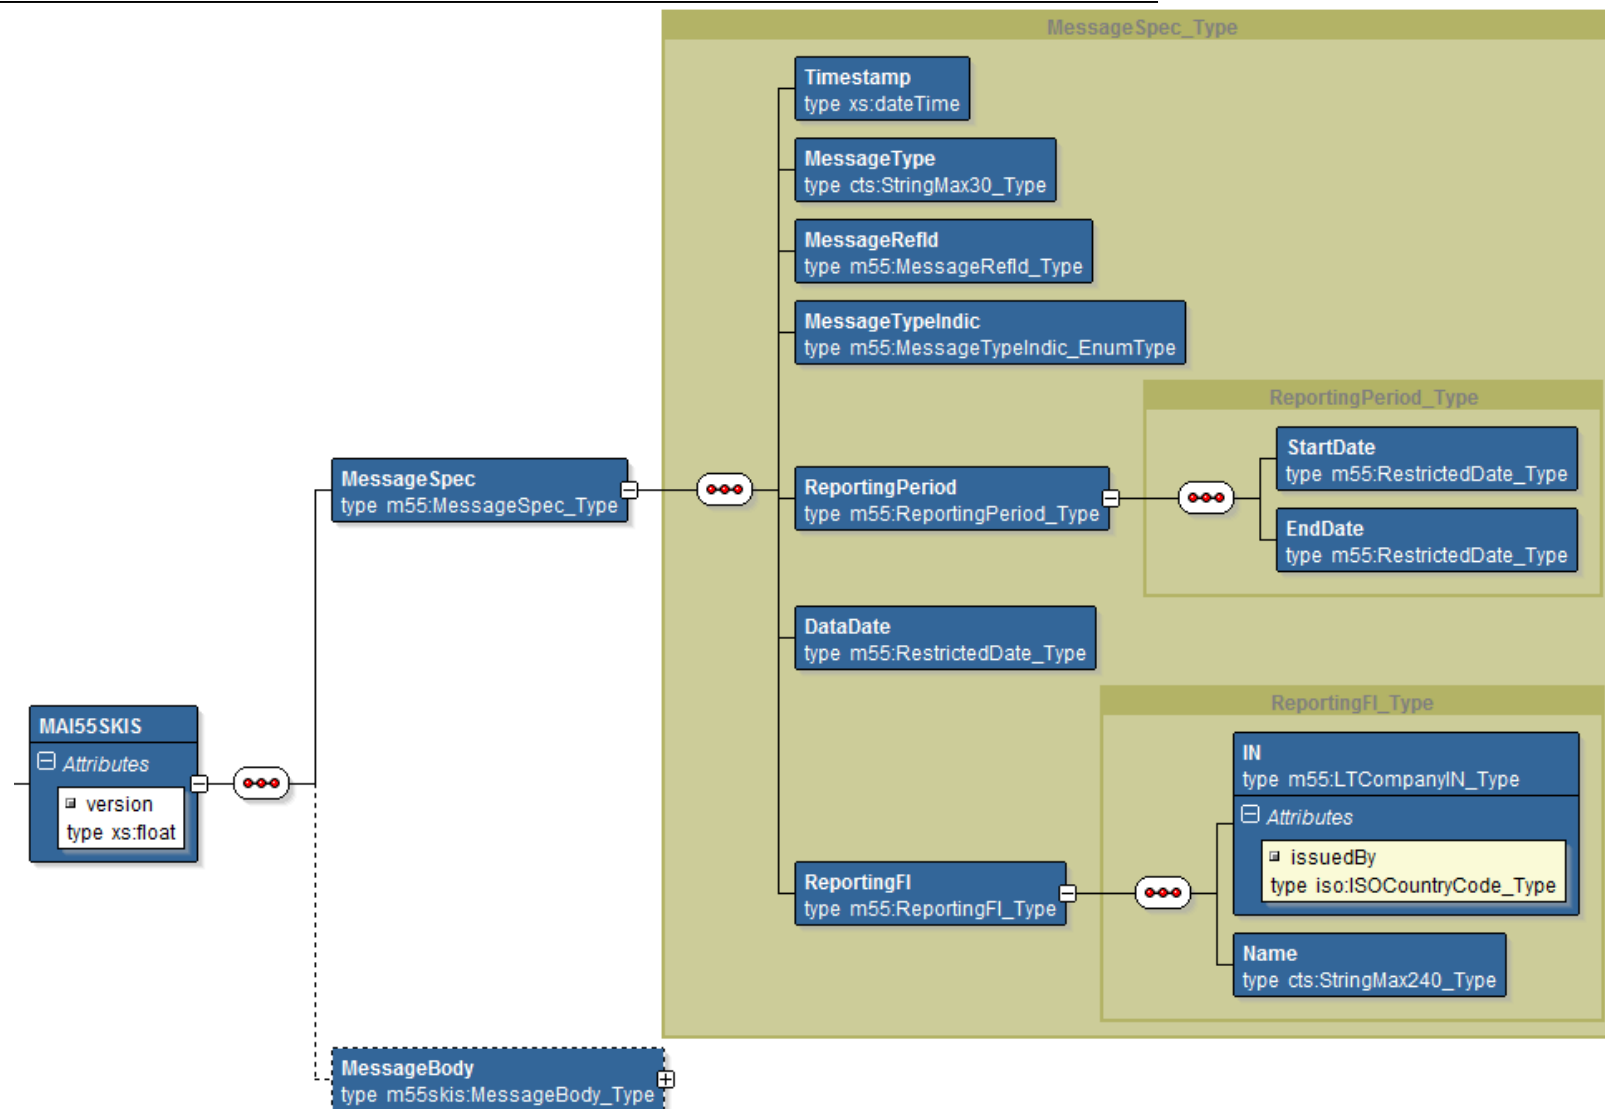 MessageSpec_Type
Timestamp
type xs:dateTime
MessageType
type cts:StringMax30_Type
MessageRefId
type m55:MessageRefId_Type
MessageTypeIndic
type m55:MessageTypeIndic_EnumType
ReportingPeriod_Type
StartDate
type m55:RestrictedDate_Type
MessageSpec
type m55:MessageSpec_Type
ReportingPeriod
type m55:ReportingPeriod_Type
EndDate
type m55:RestrictedDate_Type
DataDate
type m55:RestrictedDate_Type
ReportingFI_Type
MAI55SKIS
Attributes
version
type xs:float
IN
type m55:LTCompanyIN_Type
Attributes
issuedBy
type iso:ISOCountryCode_Type
ReportingFI
type m55:ReportingFI_Type
Name
type cts:StringMax240_Type
MessageBody
type m55skis:MessageBody_Type